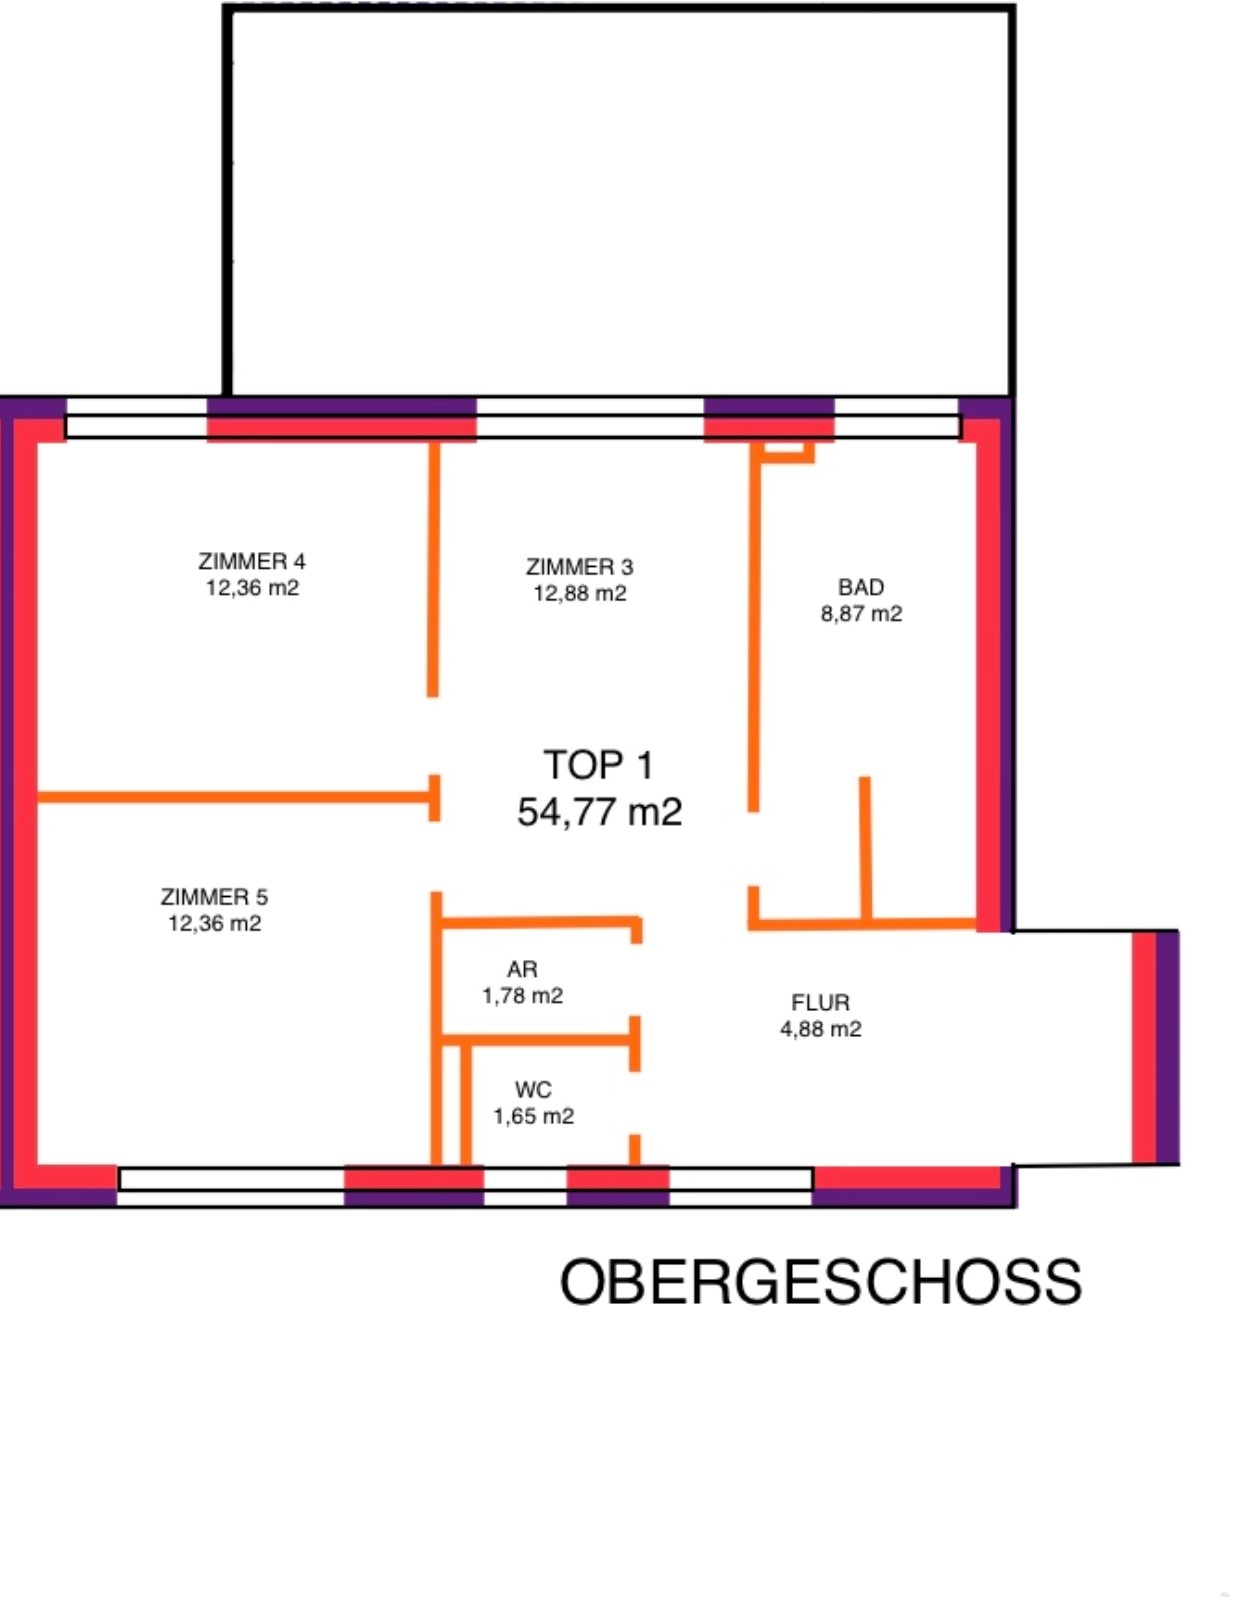 ZIMMER 4
12,36 m2
ZIMMER 3
12,88 m2
BAD
8,87 m2
TOP 1
54,77 m2
ZIMMER 5
12,36 m2
AR
1,78 m2
FLUR
4,88 m2
WC
1,65 m2
OBERGESCHOSS